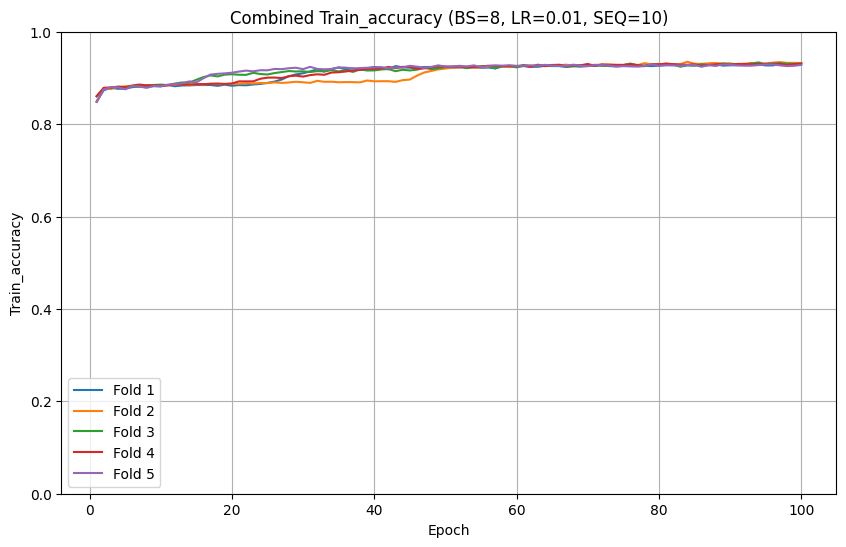 Combined Train_accuracy (BS=8, LR=0.01, SEQ=10)
Train_accuracy
1.0
0.8
0.6
0.4
0.2
0.0
Fold 1
Fold 2
Fold 3
Fold 4
Fold 5
0 20 40 60 80 100
Epoch